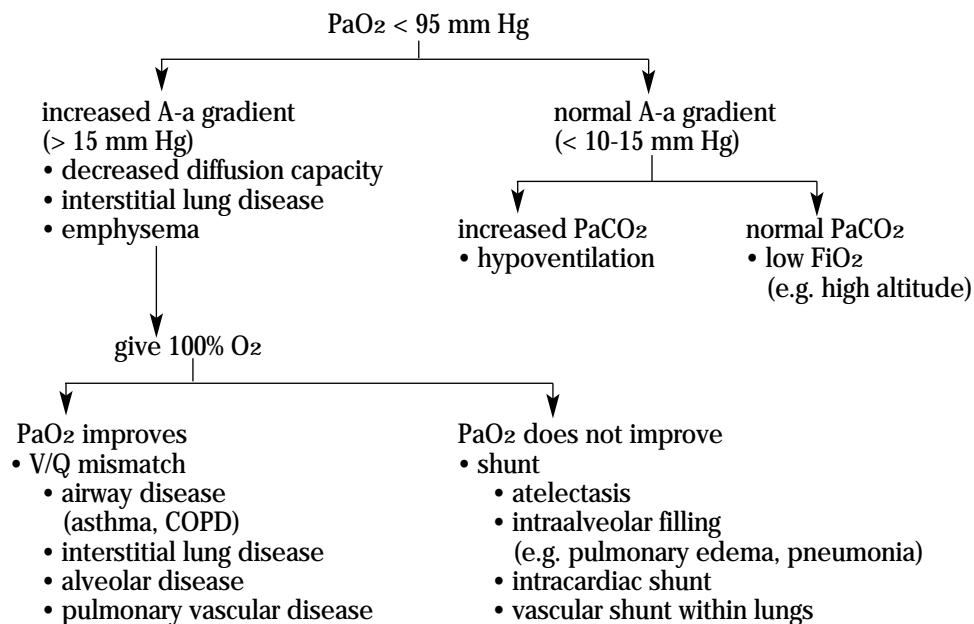 PaO2 < 95 mm Hg
increased A-a gradient
(> 15 mm Hg)
• decreased diffusion capacity
• interstitial lung disease
• emphysema
normal A-a gradient
(< 10-15 mm Hg)
increased PaCO2
• hypoventilation
normal PaCO2
• low FiO2
(e.g. high altitude)
give 100% O2
PaO2 improves
• V/Q mismatch
• airway disease
(asthma, COPD)
• interstitial lung disease
• alveolar disease
• pulmonary vascular disease
PaO2 does not improve
• shunt
• atelectasis
• intraalveolar filling
(e.g. pulmonary edema, pneumonia)
• intracardiac shunt
• vascular shunt within lungs